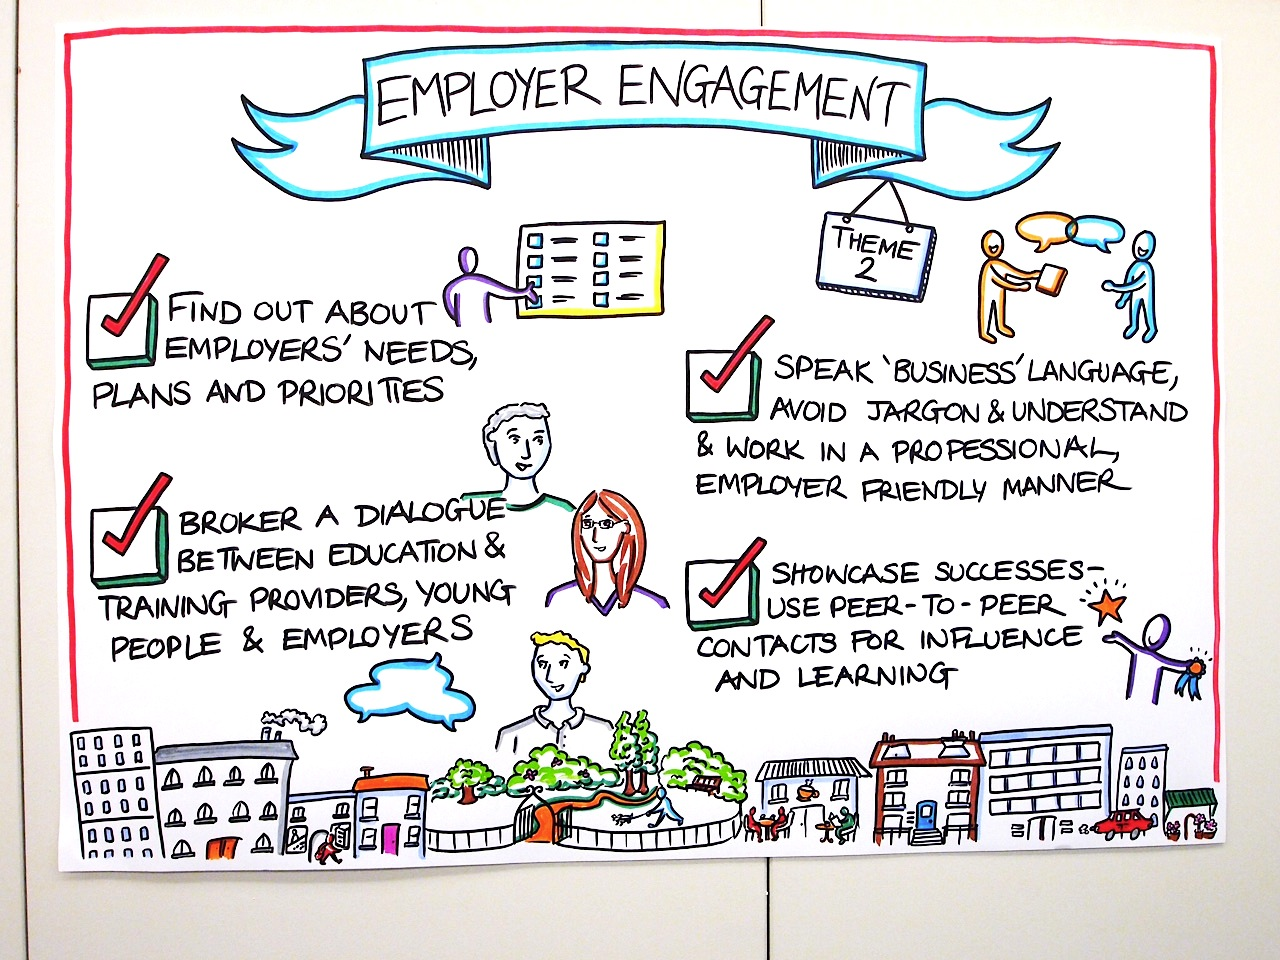 EMPLOYER ENGAGEMENT
THEME
2
FIND OUT ABOUT
EMPLOYERS' NEEDS,
PLANS AND PRIORITIES
BROKER A DIALOGUE
BETWEEN EDUCATION &
TRAINING PROVIDERS, YOUNG
PEOPLE & EMPLOYERS
SPEAK 'BUSINESS' LANGUAGE,
AVOID JARGON & UNDERSTAND
& WORK IN A PROFESSIONAL,
EMPLOYER FRIENDLY MANNER
SHOWCASE SUCCESSES–
USE PEER-TO-PEER
CONTACTS FOR INFLUENCE
AND LEARNING